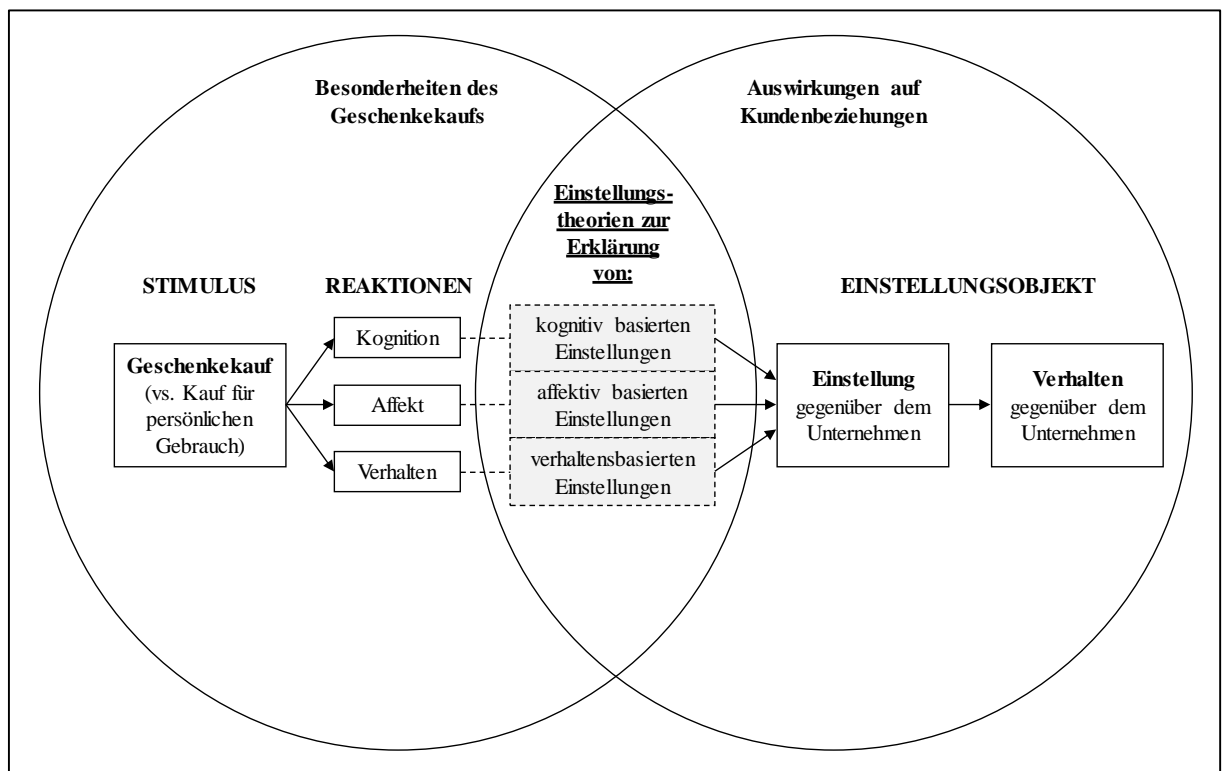 Besonderheiten des
Geschenkekaufs
Auswirkungen auf
Kundenbeziehungen
Einstellungs-
theorien zur
Erklärung
von:
STIMULUS
REAKTIONEN
EINSTELLUNGSOBJEKT
Geschenkekauf
(vs. Kauf für
persönlichen
Gebrauch)
Kognition
Affekt
Verhalten
kognitiv basierten
Einstellungen
affektiv basierten
Einstellungen
verhaltensbasierten
Einstellungen
Einstellung
gegenüber dem
Unternehmen
Verhalten
gegenüber dem
Unternehmen